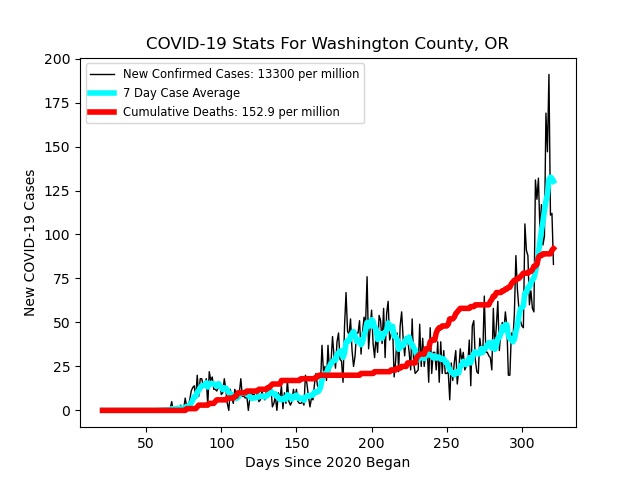 COVID-19 Stats For Washington County, OR
New Confirmed Cases: 13300 per million
7 Day Case Average
Cumulative Deaths: 152.9 per million
200
175
150
125
100
75
50
25
0
New COVID-19 Cases
50 100 150 200 250 300
Days Since 2020 Began